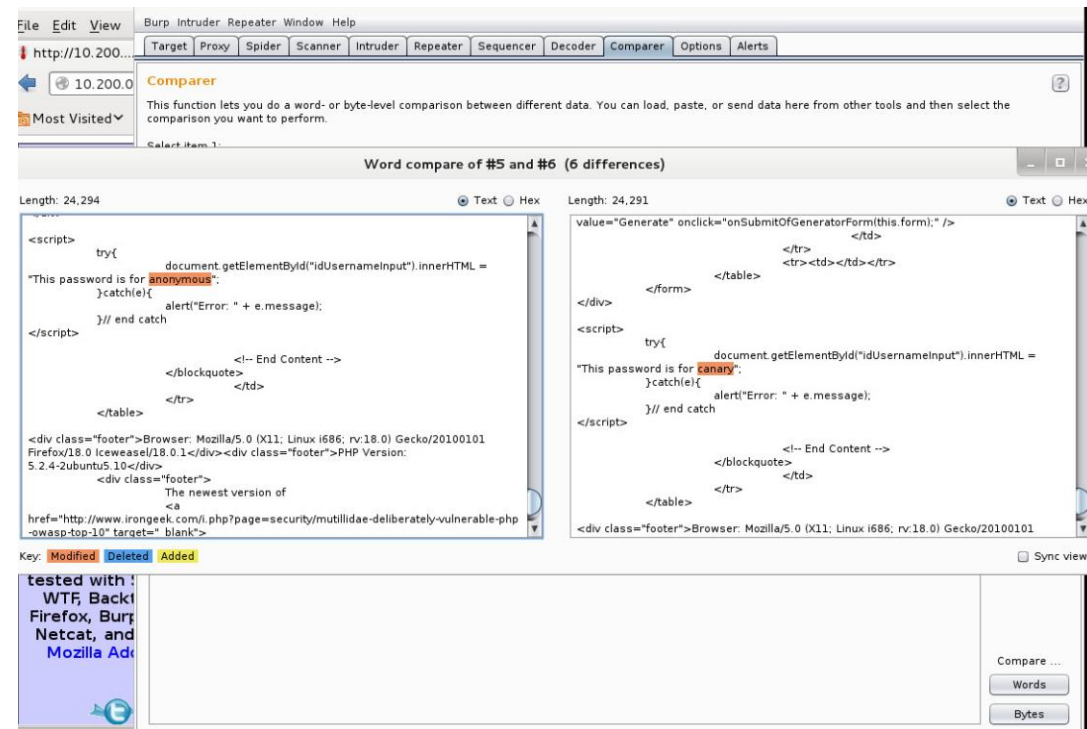 File Edit View
Burp Intruder Repeater Window Help
http://10.200....
Target Proxy Spider Scanner Intruder Repeater Sequencer Decoder Comparer Options Alerts
10.200.0
Comparer
?
This function lets you do a word- or byte-level comparison between different data. You can load, paste, or send data here from other tools and then select the
comparison you want to perform.
Most Visited
Select item 1:
Word compare of #5 and #6 (6 differences)
Length: 24,294
Text Hex
<script>
try{
document.getElementById("idUsernameInput").innerHTML =
"This password is for anonymous";
}catch(e){
alert("Error: " + e.message);
}// end catch
</script>
<!-- End Content -->
</blockquote>
</td>
</tr>
</table>
<div class="footer">Browser: Mozilla/5.0 (X11; Linux i686; rv:18.0) Gecko/20100101
Firefox/18.0 Iceweasel/18.0.1</div><div class="footer">PHP Version:
5.2.4-2ubuntu5.10</div>
<div class="footer">
The newest version of
<a
href="http://www.irongeek.com/i.php?page=security/mutillidae-deliberately-vulnerable-php
-owasp-top-10" target="_blank">
Length: 24,291
Text Hex
value="Generate" onclick="onSubmitOfGeneratorForm(this.form);" />
</td>
</tr>
<tr><td></td></tr>
</table>
</form>
</div>
<script>
try{
document.getElementById("idUsernameInput").innerHTML =
"This password is for canary";
}catch(e){
alert("Error: " + e.message);
}// end catch
</script>
<!-- End Content -->
</blockquote>
</td>
</tr>
</table>
<div class="footer">Browser: Mozilla/5.0 (X11; Linux i686; rv:18.0) Gecko/20100101
Key: Modified Deleted Added
Sync view
tested with
WTF, Back
Firefox, Bur
Netcat, and
Mozilla Ad
Compare ...
Words
Bytes